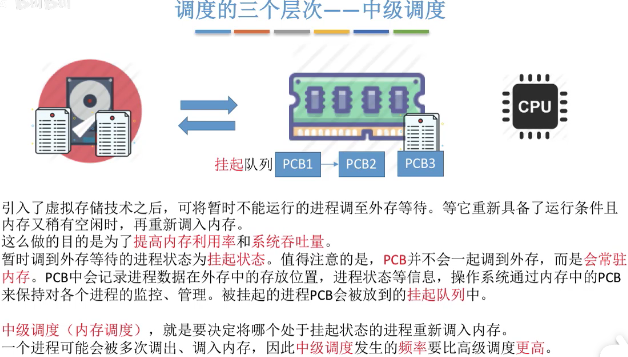 调度的三个层次——中级调度
CPU
挂起队列 PCB1 PCB2 PCB3
引入了虚拟存储技术之后，可将暂时不能运行的进程调至外存等待。等它重新具备了运行条件且
内存又稍有空闲时，再重新调入内存。
这么做的目的是为了提高内存利用率和系统吞吐量。
暂时调到外存等待的进程状态为挂起状态。值得注意的是，PCB并不会一起调到外存，而是会常驻
内存。PCB中会记录进程数据在外存中的存放位置，进程状态等信息，操作系统通过内存中的PCB
来保持对各个进程的监控、管理。被挂起的进程PCB会被放到的挂起队列中。
中级调度（内存调度），就是要决定将哪个处于挂起状态的进程重新调入内存。
一个进程可能会被多次调出、调入内存，因此中级调度发生的频率要比高级调度更高。